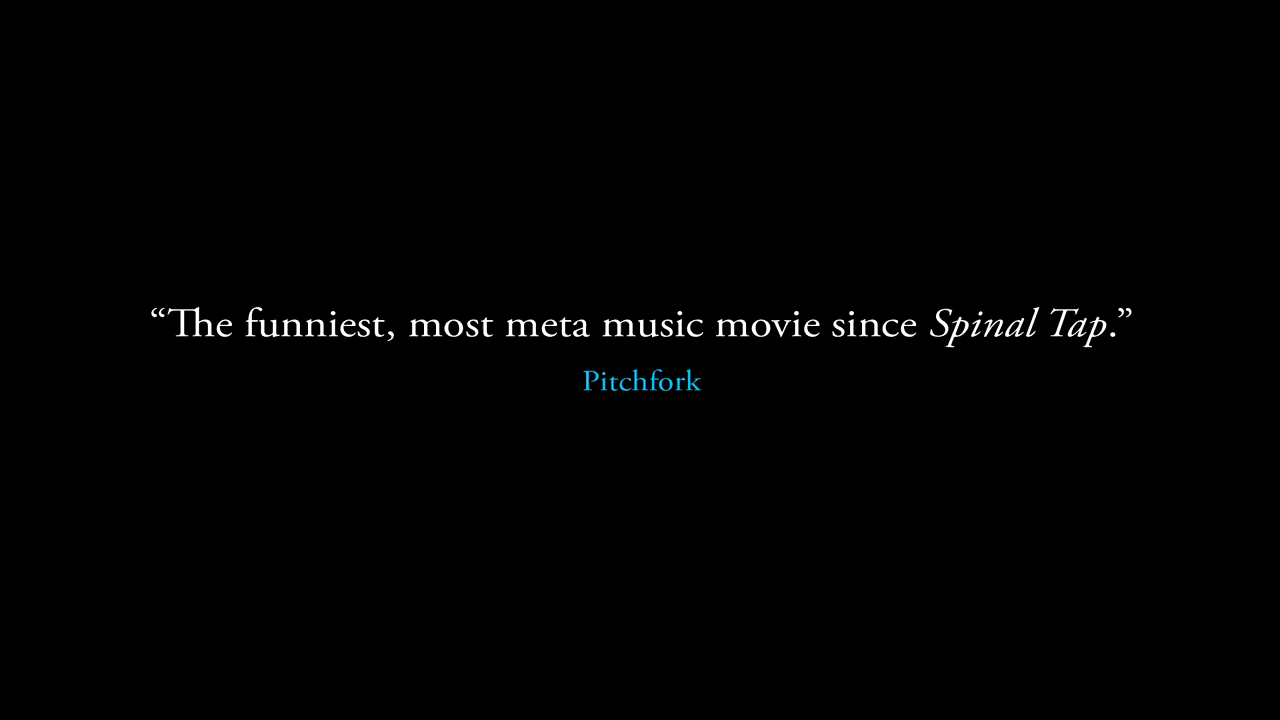 “The funniest, most meta music movie since Spinal Tap.”
Pitchfork